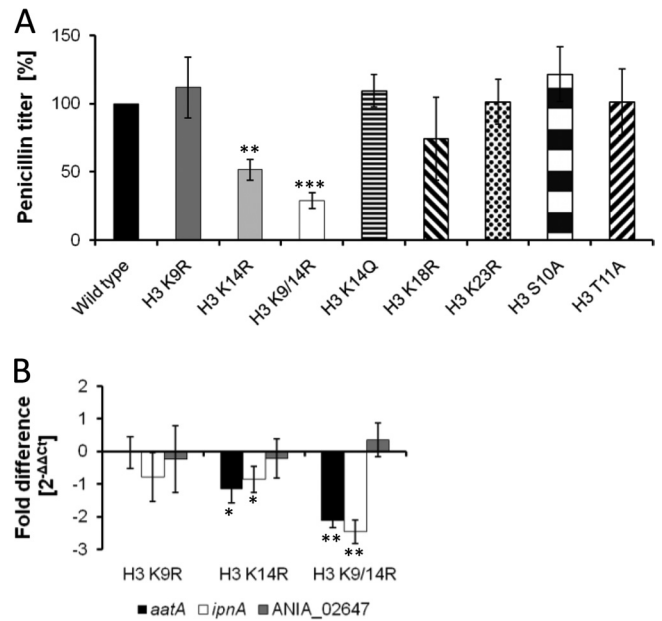 A
Penicillin titer [%]
150
100
50
0
**
***
Wild type
H3 K9R
H3 K14R
H3 K9/14R
H3 K14Q
H3 K18R
H3 K23R
H3 S10A
H3 T11A
B
Fold difference
[2-ΔΔCt]
2
1
0
-1
-2
-3
*
*
**
**
H3 K9R
H3 K14R
H3 K9/14R
aatA
ipnA
ANIA_02647